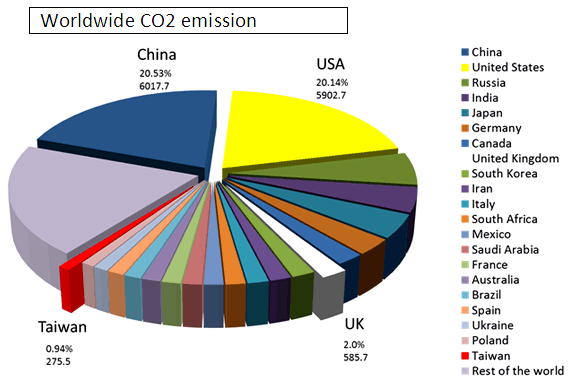 Worldwide CO2 emission
China
20.53%
6017.7
USA
20.14%
5902.7
Taiwan
0.94%
275.5
UK
2.0%
585.7
China
United States
Russia
India
Japan
Germany
Canada
United Kingdom
South Korea
Iran
Italy
South Africa
Mexico
Saudi Arabia
France
Australia
Brazil
Spain
Ukraine
Poland
Taiwan
Rest of the world